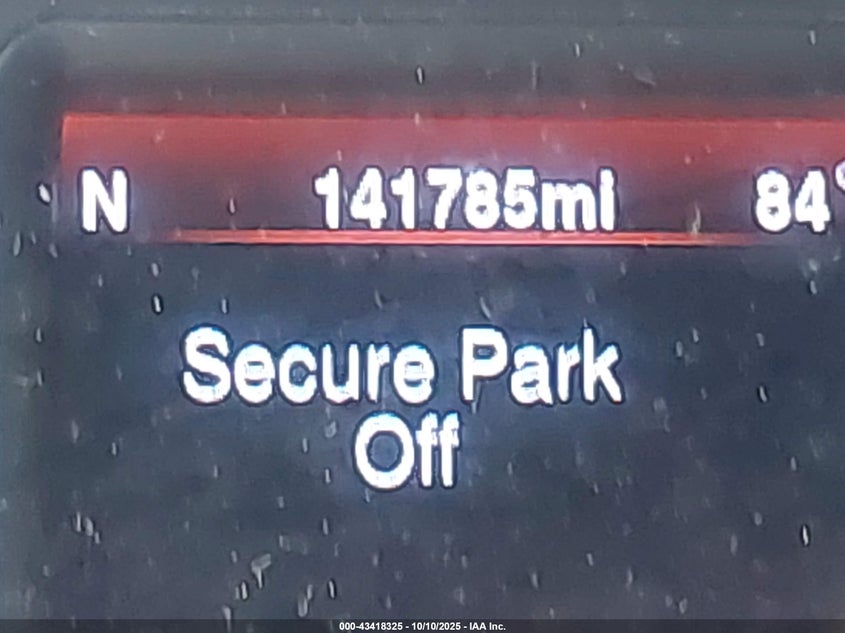 N 141785mi 84°
Secure Park
Off
000-43418325 - 10/10/2025 - IAA Inc.